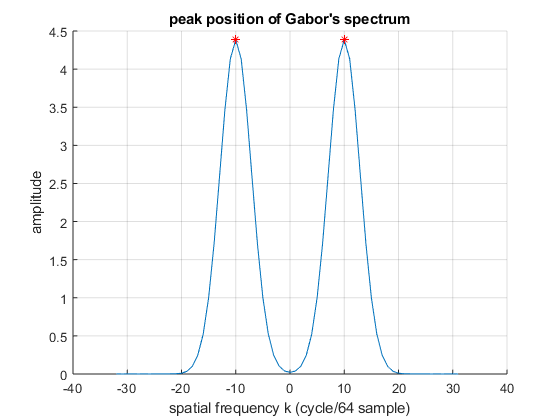 peak position of Gabor's spectrum
4.5
4
3.5
3
2.5
2
1.5
1
0.5
0
amplitude
-40 -30 -20 -10 0 10 20 30 40
spatial frequency k (cycle/64 sample)